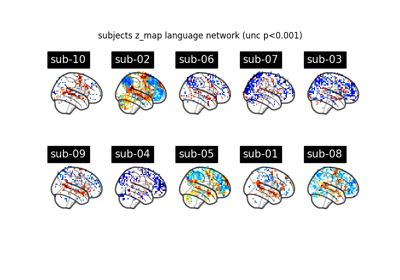 subjects z_map language network (unc p<0.001)
sub-10 sub-02 sub-06 sub-07 sub-03
sub-09 sub-04 sub-05 sub-01 sub-08